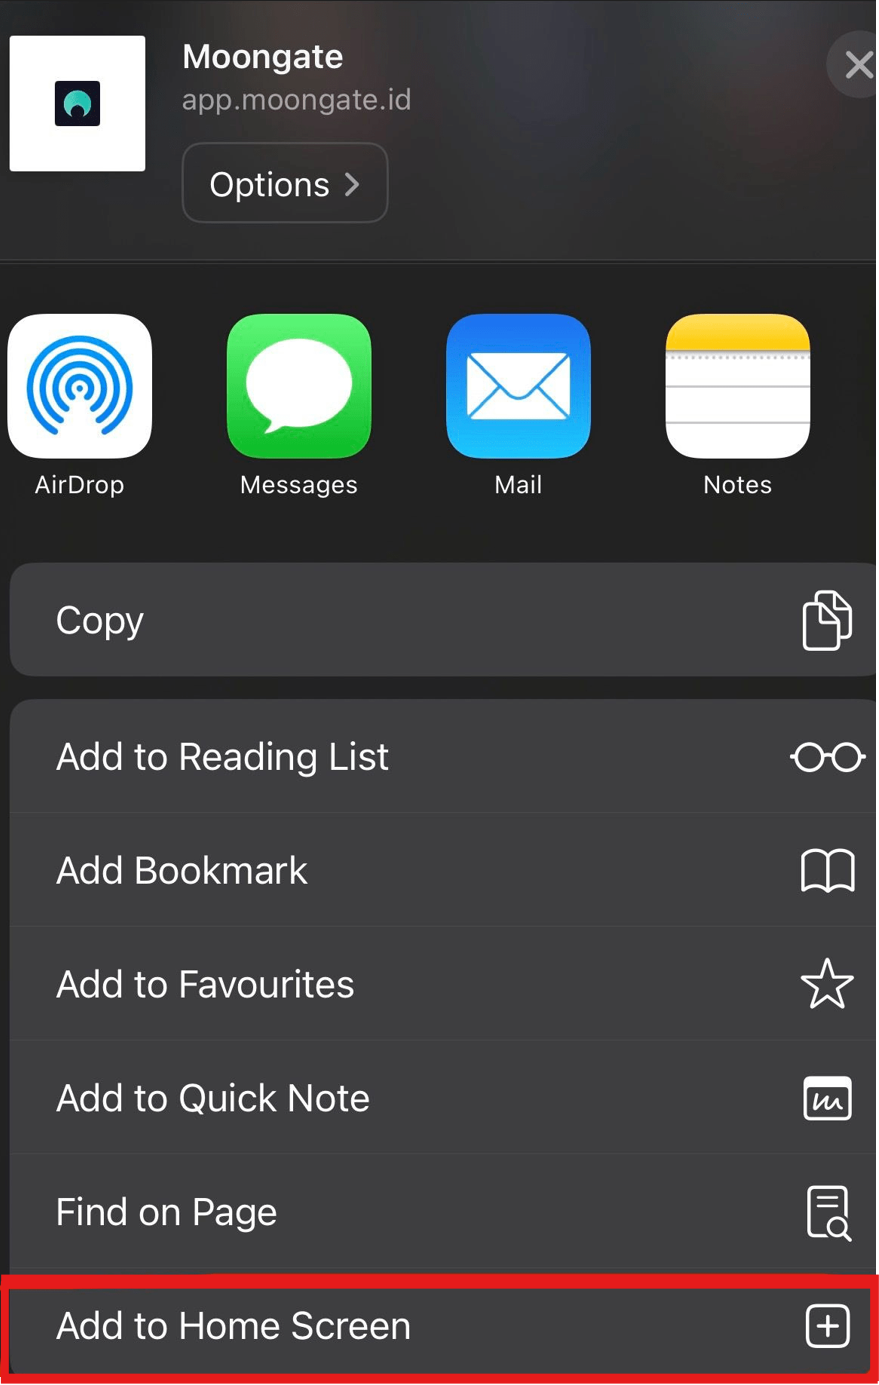 Moongate
app.moongate.id
Options
AirDrop
Messages
Mail
Notes
Copy
Add to Reading List
Add Bookmark
Add to Favourites
Add to Quick Note
Find on Page
Add to Home Screen